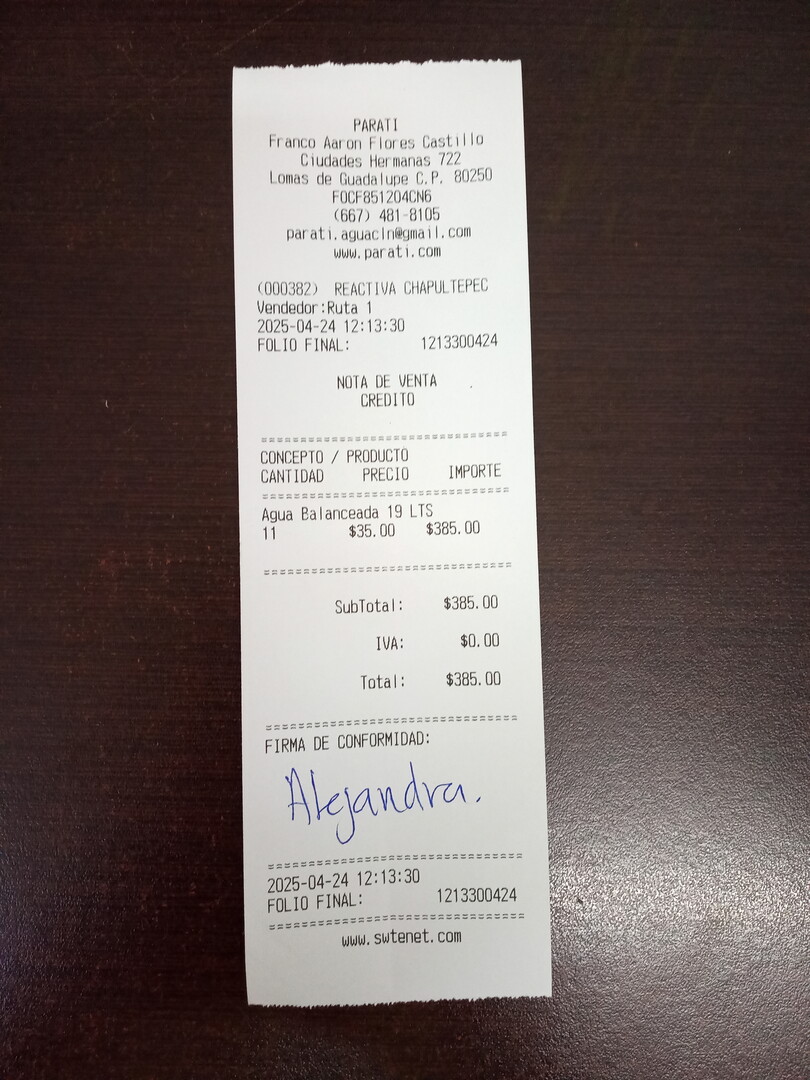 PARATI
Franco Aaron Flores Castillo
Ciudades Hermanas 722
Lomas de Guadalupe C.P. 80250
FOCF851204CN6
(667) 481-8105
parati.aguacln@gmail.com
www.parati.com
(000382) REACTIVA CHAPULTEPEC
Vendedor:Ruta 1
2025-04-24 12:13:30
FOLIO FINAL: 1213300424
NOTA DE VENTA
CREDITO
================================
CONCEPTO / PRODUCTO
CANTIDAD PRECIO IMPORTE
================================
Agua Balanceada 19 LTS
11 $35.00 $385.00
================================
SubTotal: $385.00
IVA: $0.00
Total: $385.00
================================
FIRMA DE CONFORMIDAD:
Alejandra.
================================
2025-04-24 12:13:30
FOLIO FINAL: 1213300424
================================
www.swtenet.com